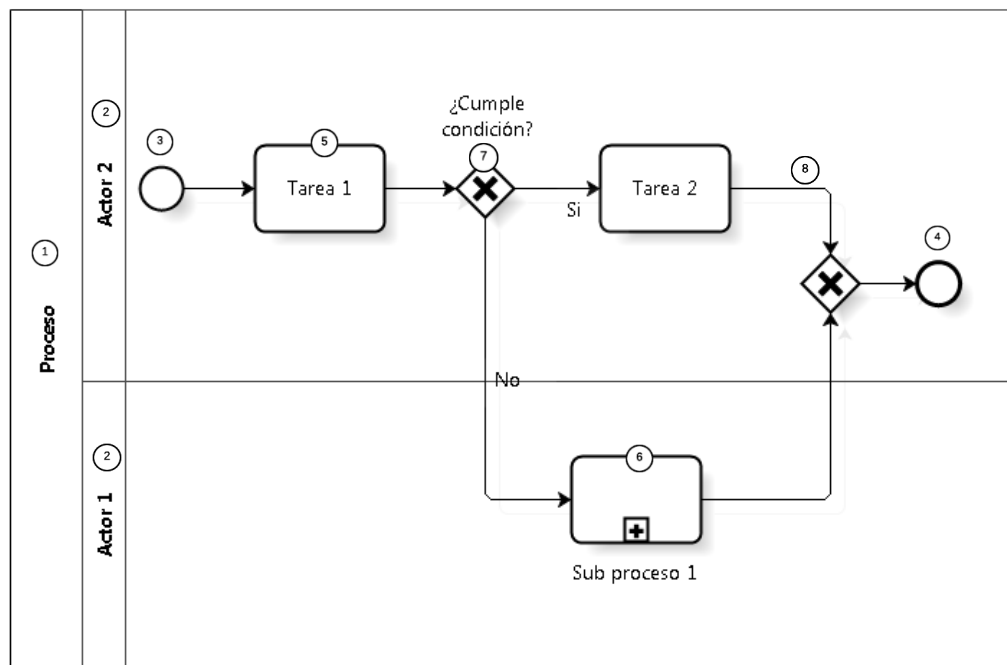 1
Proceso
2
Actor 2
3
5
Tarea 1
¿Cumple
condición?
7
Si
Tarea 2
8
4
No
2
Actor 1
6
Sub proceso 1